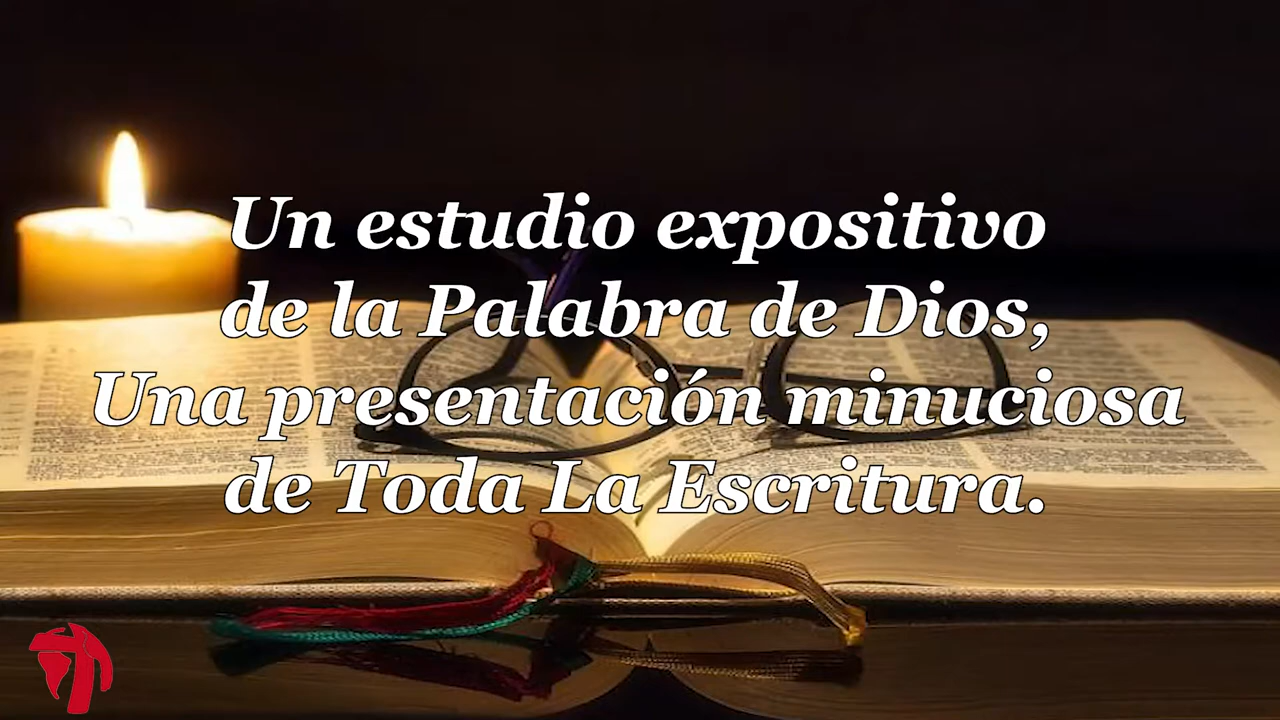 Un estudio expositivo
de la Palabra de Dios,
Una presentación minuciosa
de Toda La Escritura.